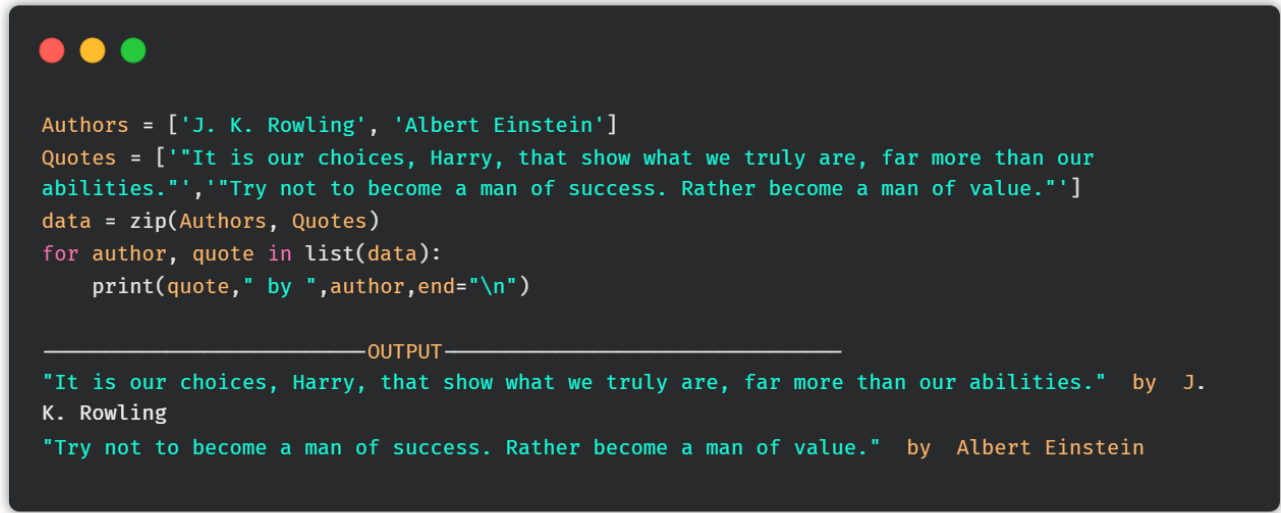 Authors = ['J. K. Rowling', 'Albert Einstein']
Quotes = ['"It is our choices, Harry, that show what we truly are, far more than our
abilities."','"Try not to become a man of success. Rather become a man of value."']
data = zip(Authors, Quotes)
for author, quote in list(data):
    print(quote," by ",author,end="\n")
——————————————————————————OUTPUT————————————————————————————————
"It is our choices, Harry, that show what we truly are, far more than our abilities."  by  J.
K. Rowling
"Try not to become a man of success. Rather become a man of value."  by  Albert Einstein